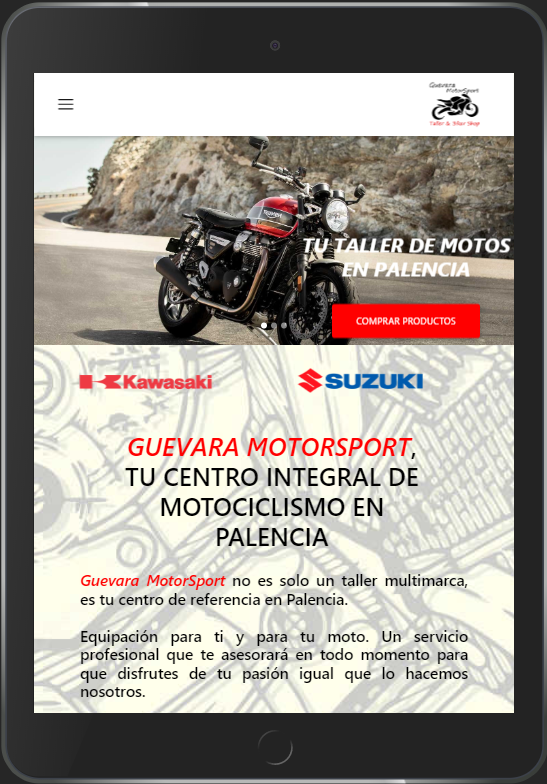 Guevara
MotorSport
Taller & Biker Shop
TRIUMPH
TU TALLER DE MOTOS
EN PALENCIA
COMPRAR PRODUCTOS
Kawasaki
SUZUKI
GUEVARA MOTORSPORT,
TU CENTRO INTEGRAL DE
MOTOCICLISMO EN
PALENCIA
Guevara MotorSport no es solo un taller multimarca,
es tu centro de referencia en Palencia.
Equipación para ti y para tu moto. Un servicio
profesional que te asesorará en todo momento para
que disfrutes de tu pasión igual que lo hacemos
nosotros.